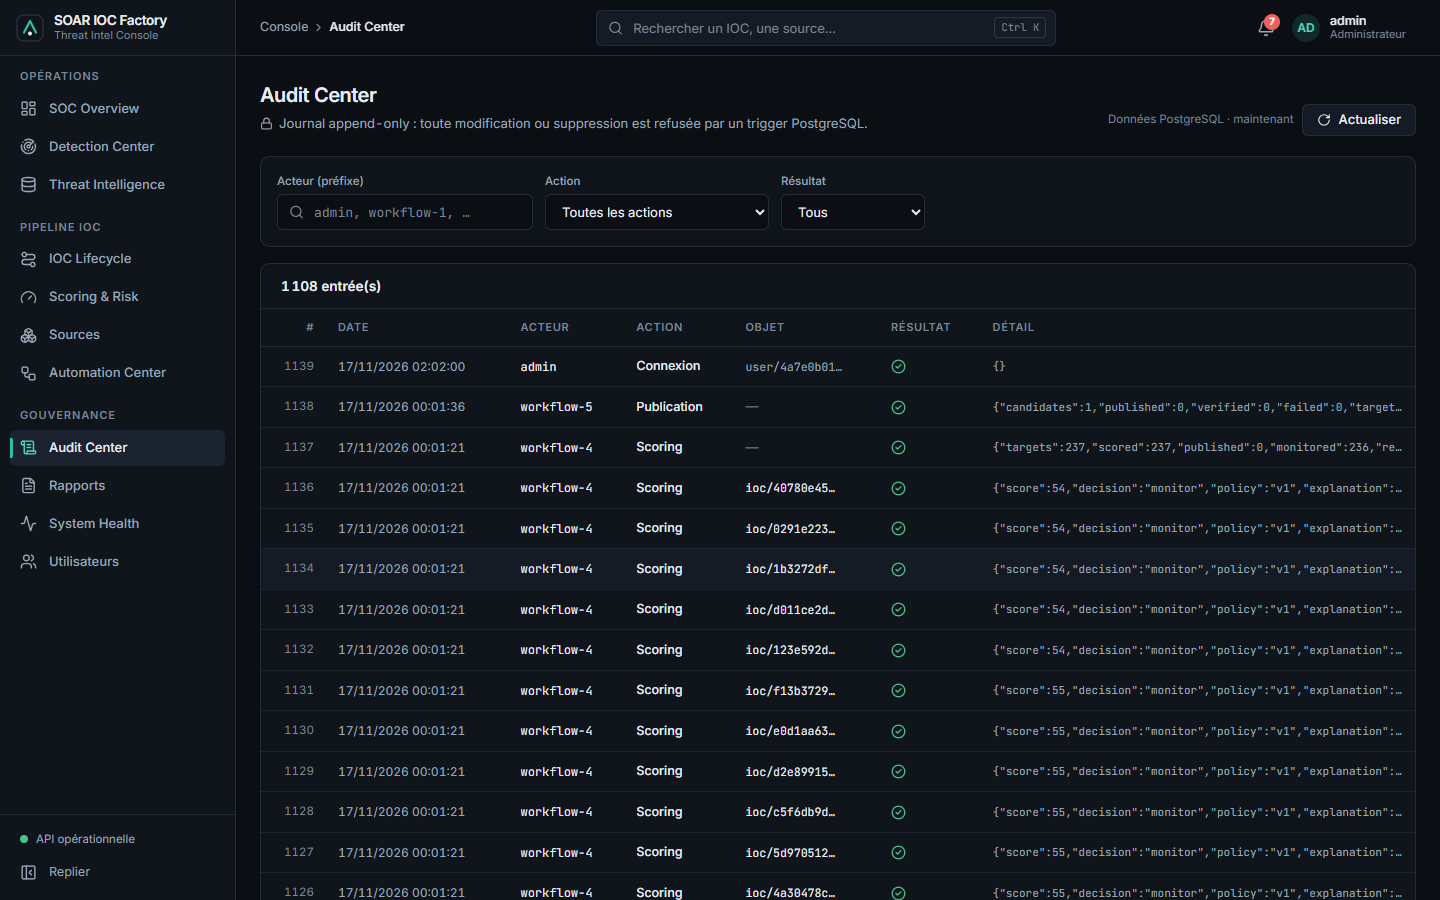 SOAR IOC Factory
Threat Intel Console
OPÉRATIONS
SOC Overview
Detection Center
Threat Intelligence
PIPELINE IOC
IOC Lifecycle
Scoring & Risk
Sources
Automation Center
GOUVERNANCE
Audit Center
Rapports
System Health
Utilisateurs
API opérationnelle
Replier
Console > Audit Center
Rechercher un IOC, une source... Ctrl K
7
AD
admin
Administrateur
Audit Center
Journal append-only : toute modification ou suppression est refusée par un trigger PostgreSQL.
Données PostgreSQL · maintenant
Actualiser
Acteur (préfixe) Action Résultat
admin, workflow-1, … Toutes les actions Tous
1 108 entrée(s)
# DATE ACTEUR ACTION OBJET RÉSULTAT DÉTAIL
1139 17/11/2026 02:02:00 admin Connexion user/4a7e0b01… {}
1138 17/11/2026 00:01:36 workflow-5 Publication — {"candidates":1,"published":0,"verified":0,"failed":0,"target…
1137 17/11/2026 00:01:21 workflow-4 Scoring — {"targets":237,"scored":237,"published":0,"monitored":236,"re…
1136 17/11/2026 00:01:21 workflow-4 Scoring ioc/40780e45… {"score":54,"decision":"monitor","policy":"v1","explanation":…
1135 17/11/2026 00:01:21 workflow-4 Scoring ioc/0291e223… {"score":54,"decision":"monitor","policy":"v1","explanation":…
1134 17/11/2026 00:01:21 workflow-4 Scoring ioc/1b3272df… {"score":54,"decision":"monitor","policy":"v1","explanation":…
1133 17/11/2026 00:01:21 workflow-4 Scoring ioc/d011ce2d… {"score":54,"decision":"monitor","policy":"v1","explanation":…
1132 17/11/2026 00:01:21 workflow-4 Scoring ioc/123e592d… {"score":54,"decision":"monitor","policy":"v1","explanation":…
1131 17/11/2026 00:01:21 workflow-4 Scoring ioc/f13b3729… {"score":55,"decision":"monitor","policy":"v1","explanation":…
1130 17/11/2026 00:01:21 workflow-4 Scoring ioc/e0d1aa63… {"score":55,"decision":"monitor","policy":"v1","explanation":…
1129 17/11/2026 00:01:21 workflow-4 Scoring ioc/d2e89915… {"score":55,"decision":"monitor","policy":"v1","explanation":…
1128 17/11/2026 00:01:21 workflow-4 Scoring ioc/c5f6db9d… {"score":55,"decision":"monitor","policy":"v1","explanation":…
1127 17/11/2026 00:01:21 workflow-4 Scoring ioc/5d970512… {"score":55,"decision":"monitor","policy":"v1","explanation":…
1126 17/11/2026 00:01:21 workflow-4 Scoring ioc/4a30478c… {"score":55,"decision":"monitor","policy":"v1","explanation":…